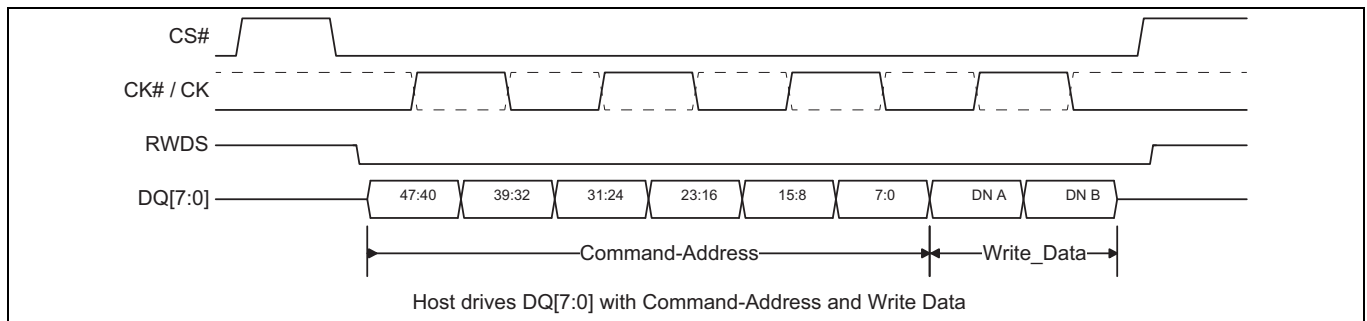 CS#
CK# / CK
RWDS
DQ[7:0]
47:40 39:32 31:24 23:16 15:8 7:0 DN A DN B
Command-Address Write_Data
Host drives DQ[7:0] with Command-Address and Write Data